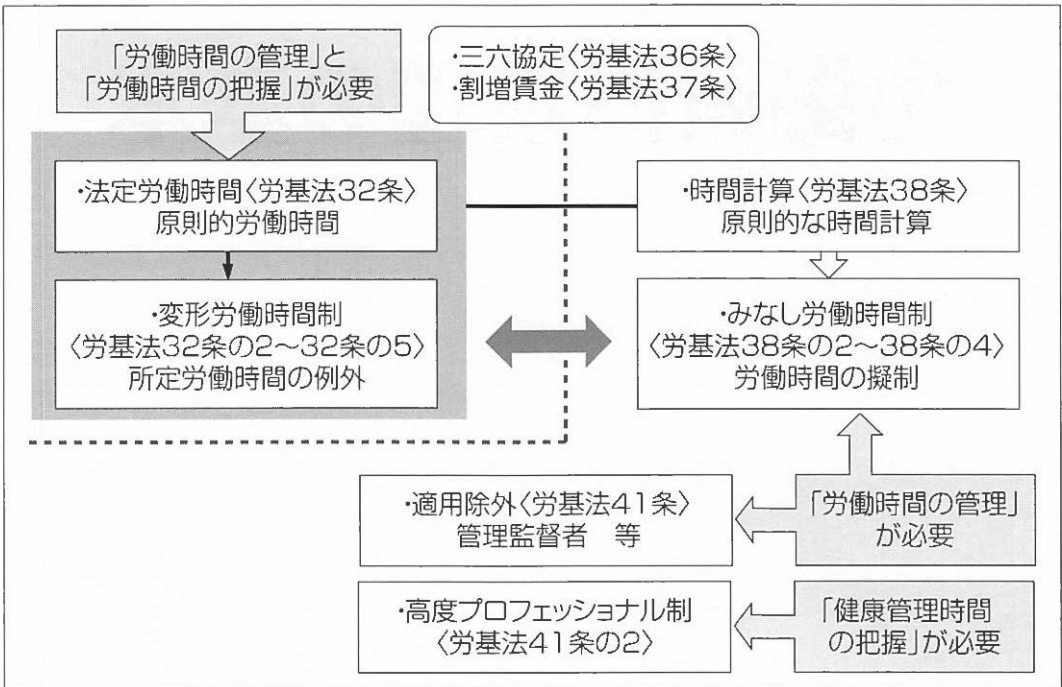 「労働時間の管理」と
「労働時間の把握」が必要
・三六協定〈労基法36条〉
・割増賃金〈労基法37条〉
・法定労働時間〈労基法32条〉
原則的労働時間
・時間計算〈労基法38条〉
原則的な時間計算
・変形労働時間制
〈労基法32条の2~32条の5〉
所定労働時間の例外
・みなし労働時間制
〈労基法38条の2~38条の4〉
労働時間の擬制
・適用除外〈労基法41条〉
管理監督者　等
「労働時間の管理」
が必要
・高度プロフェッショナル制
〈労基法41条の2〉
「健康管理時間
の把握」が必要